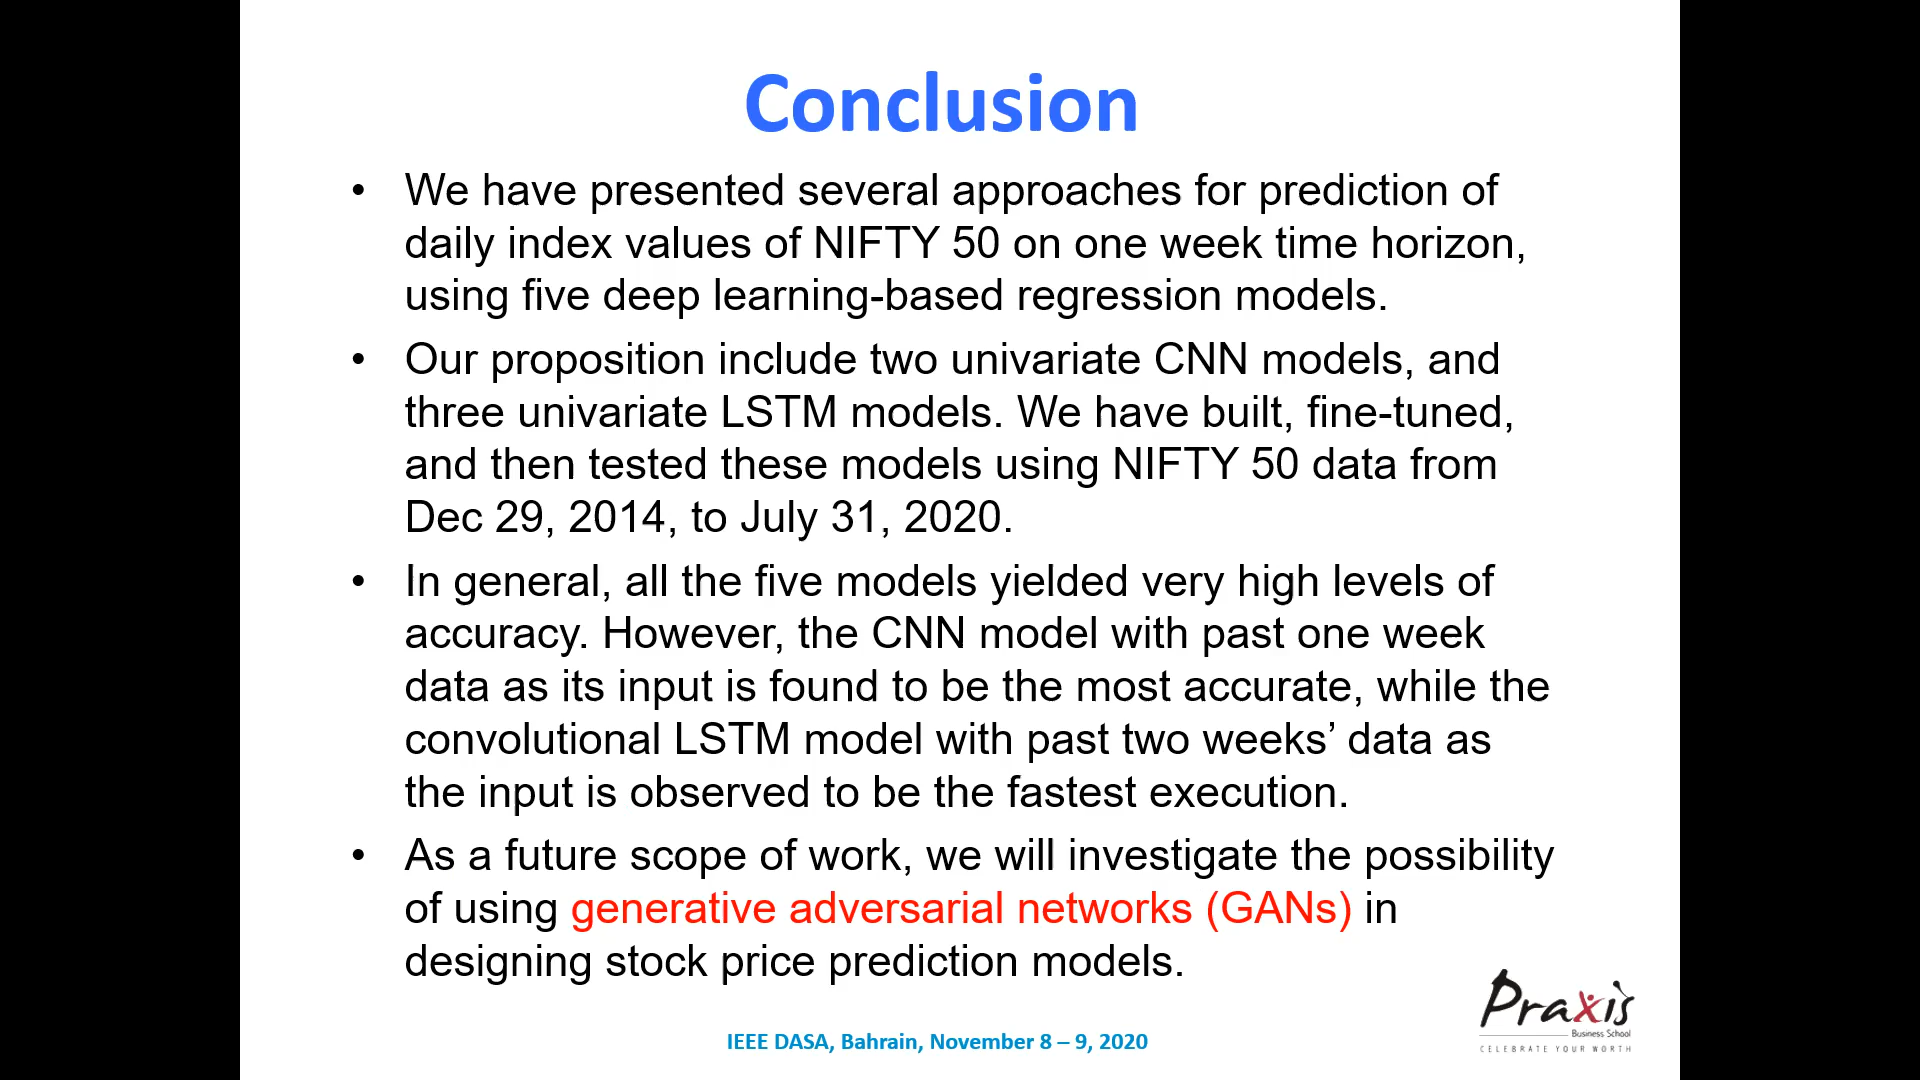 Conclusion
• We have presented several approaches for prediction of
daily index values of NIFTY 50 on one week time horizon,
using five deep learning-based regression models.
• Our proposition include two univariate CNN models, and
three univariate LSTM models. We have built, fine-tuned,
and then tested these models using NIFTY 50 data from
Dec 29, 2014, to July 31, 2020.
• In general, all the five models yielded very high levels of
accuracy. However, the CNN model with past one week
data as its input is found to be the most accurate, while the
convolutional LSTM model with past two weeks’ data as
the input is observed to be the fastest execution.
• As a future scope of work, we will investigate the possibility
of using generative adversarial networks (GANs) in
designing stock price prediction models.
Praxis
Business School
CELEBRATE YOUR WORTH
IEEE DASA, Bahrain, November 8 – 9, 2020